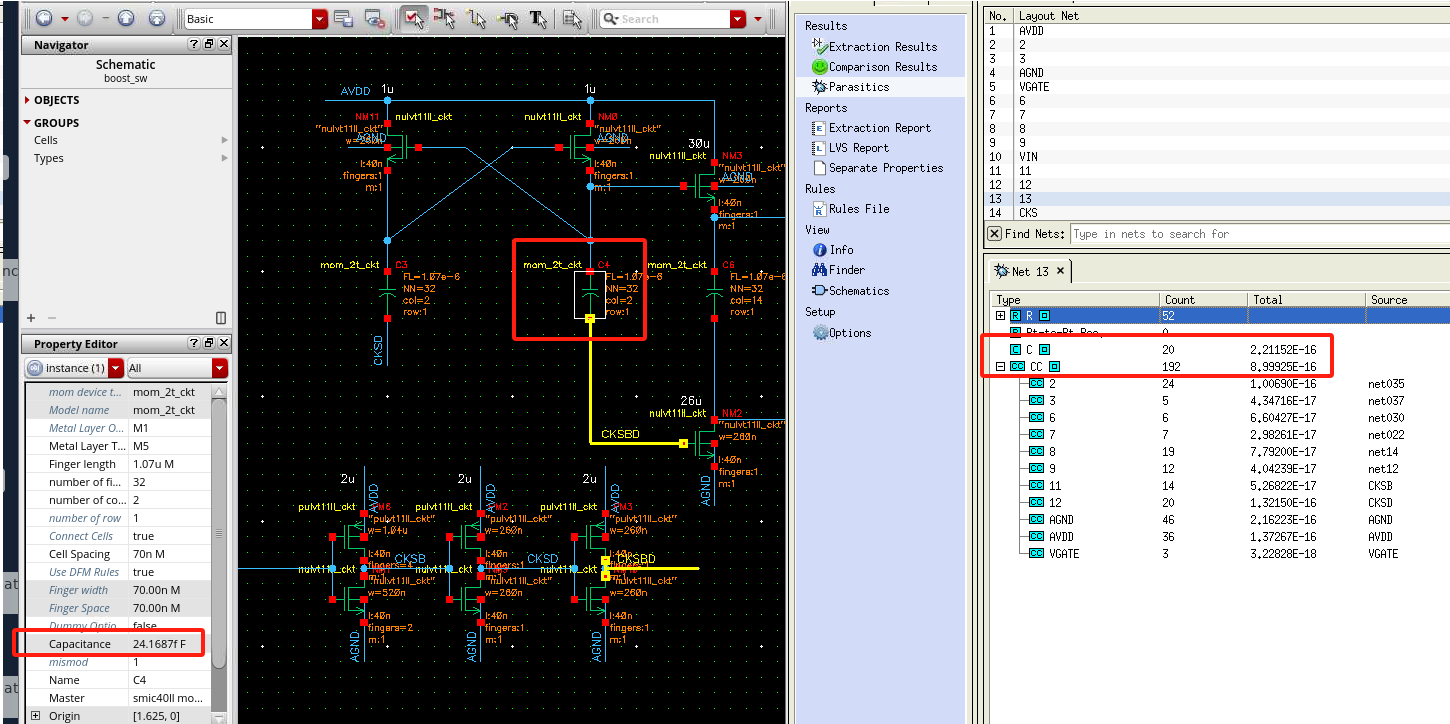 Basic
Search
Navigator
Schematic
boost_sw
OBJECTS
GROUPS
Cells
Types
Property Editor
instance (1)
All
mom device t... mom_2t_ckt
Model name mom_2t_ckt
Metal Layer O... M1
Metal Layer T... M5
Finger length 1.07u M
number of fi... 32
number of co... 2
number of row 1
Connect Cells true
Cell Spacing 70n M
Use DFM Rules true
Finger width 70.00n M
Finger Space 70.00n M
Dummy Optio... false
Capacitance 24.1687f F
mismod 1
Name C4
Master smic40ll mo...
Origin [1.625, 0]
AVDD
1u
1u
NM11
nulvt11ll_ckt
"nulvt11ll_ckt"
AGND
w=260n
l:40n
fingers:1
m:1
nulvt11ll_ckt
NM0
"nulvt11ll_ckt"
AGND
w=260n
l:40n
fingers:1
m:1
30u
nulvt11ll_ckt
NM3
"nulvt11ll_ckt"
AGND
w=260n
l:40n
fingers:1
m:1
mom_2t_ckt
C3
FL=1.07e-6
NN=32
col=2
row:1
CKSD
mom_2t_ckt
C4
FL=1.07e-6
NN=32
col=2
row:1
mom_2t_ckt
C6
FL=1.07e-6
NN=32
col=14
row:1
26u
nulvt11ll_ckt
NM2
"nulvt11ll_ckt"
w=260n
l:40n
fingers:1
m:1
AGND
CKSBD
2u
AVDD
pulvt11ll_ckt
"pulvt11ll_ckt"
w=1.04u
l:40n
fingers=4
CKSB
nulvt11ll_ckt
"nulvt11ll_ckt"
w=520n
l:40n
fingers=2
m:1
AGND
2u
AVDD
pulvt11ll_ckt
PM2
"pulvt11ll_ckt"
w=260n
l:40n
fingers:1
CKSD
nulvt11ll_ckt
"nulvt11ll_ckt"
w=260n
l:40n
fingers:1
m:1
AGND
2u
AVDD
pulvt11ll_ckt
PM3
"pulvt11ll_ckt"
w=260n
l:40n
CKSBD
nulvt11ll_ckt
"nulvt11ll_ckt"
w=260n
l:40n
fingers:1
m:1
AGND
Results
Extraction Results
Comparison Results
Parasitics
Reports
Extraction Report
LVS Report
Separate Properties
Rules
Rules File
View
Info
Finder
Schematics
Setup
Options
No. Layout Net
1 AVDD
2 2
3 3
4 AGND
5 VGATE
6 6
7 7
8 8
9 9
10 VIN
11 11
12 12
13 13
14 CKS
Find Nets: Type in nets to search for
Net 13
Type Count Total Source
R 52
Pt-to-Pt Res 0
C 20 2.21152E-16
CC 192 8.99925E-16
CC 2 24 1.00690E-16 net035
CC 3 5 4.34716E-17 net037
CC 6 6 6.60427E-17 net030
CC 7 7 2.98261E-17 net022
CC 8 19 7.79200E-17 net14
CC 9 12 4.04239E-17 net12
CC 11 14 5.26822E-17 CKSB
CC 12 20 1.32150E-16 CKSD
CC AGND 46 2.16223E-16 AGND
CC AVDD 36 1.37267E-16 AVDD
CC VGATE 3 3.22828E-18 VGATE